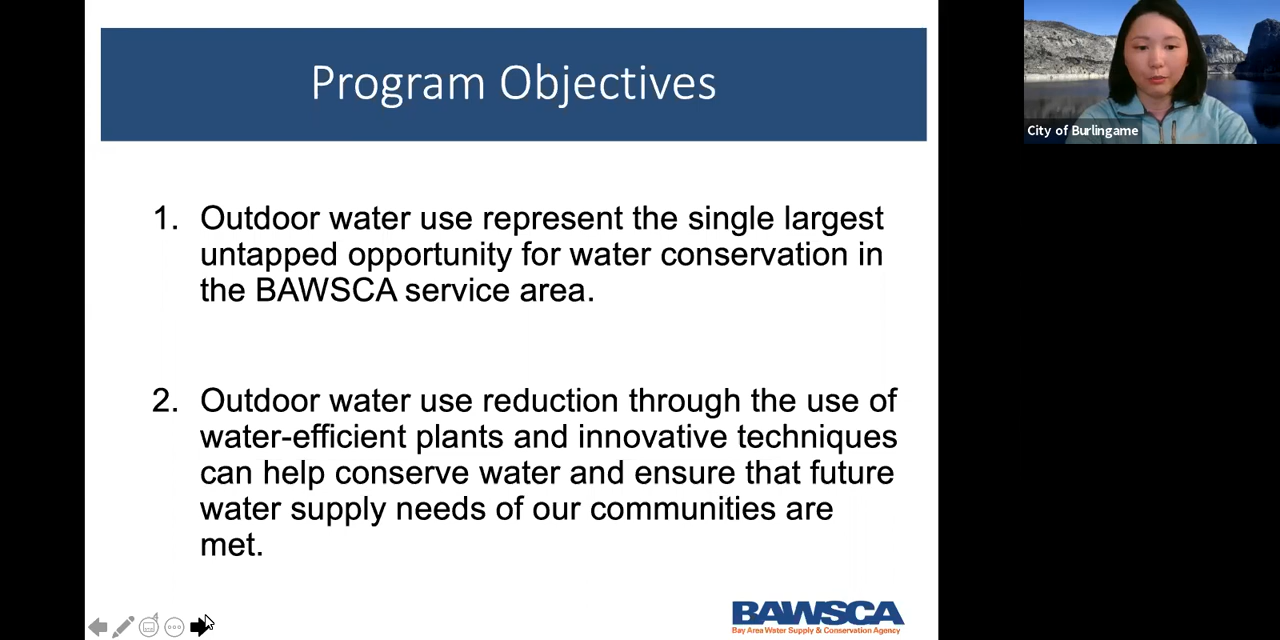 Program Objectives
City of Burlingame
1. Outdoor water use represent the single largest
untapped opportunity for water conservation in
the BAWSCA service area.
2. Outdoor water use reduction through the use of
water-efficient plants and innovative techniques
can help conserve water and ensure that future
water supply needs of our communities are
met.
BAWSCA
Bay Area Water Supply & Conservation Agency